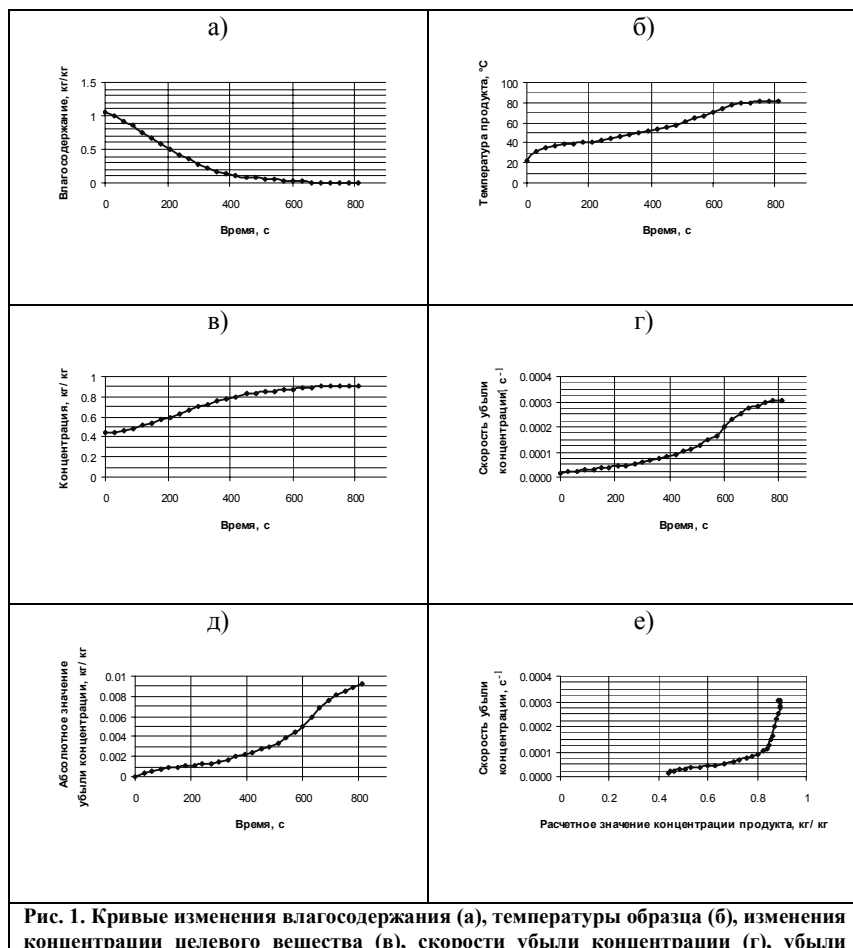 а)
Влагосодержание, кг/кг
1.5
1
0.5
0
0 200 400 600 800
Время, с
б)
Температура продукта, °С
100
80
60
40
20
0
0 200 400 600 800
Время, с
в)
Концентрация, кг/ кг
1
0.8
0.6
0.4
0.2
0
0 200 400 600 800
Время, с
г)
Скорость убыли
концентрации, с-1
0.0004
0.0003
0.0002
0.0001
0.0000
0 200 400 600 800
Время, с
д)
Абсолютное значение
убыли концентрации, кг/ кг
0.01
0.008
0.006
0.004
0.002
0
0 200 400 600 800
Время, с
е)
Скорость убыли
концентрации, с-1
0.0004
0.0003
0.0002
0.0001
0.0000
0 0.2 0.4 0.6 0.8 1
Расчетное значение концентрации продукта, кг/ кг
Рис. 1. Кривые изменения влагосодержания (а), температуры образца (б), изменения
концентрации целевого вещества (в), скорости убыли концентрации (г), убыли